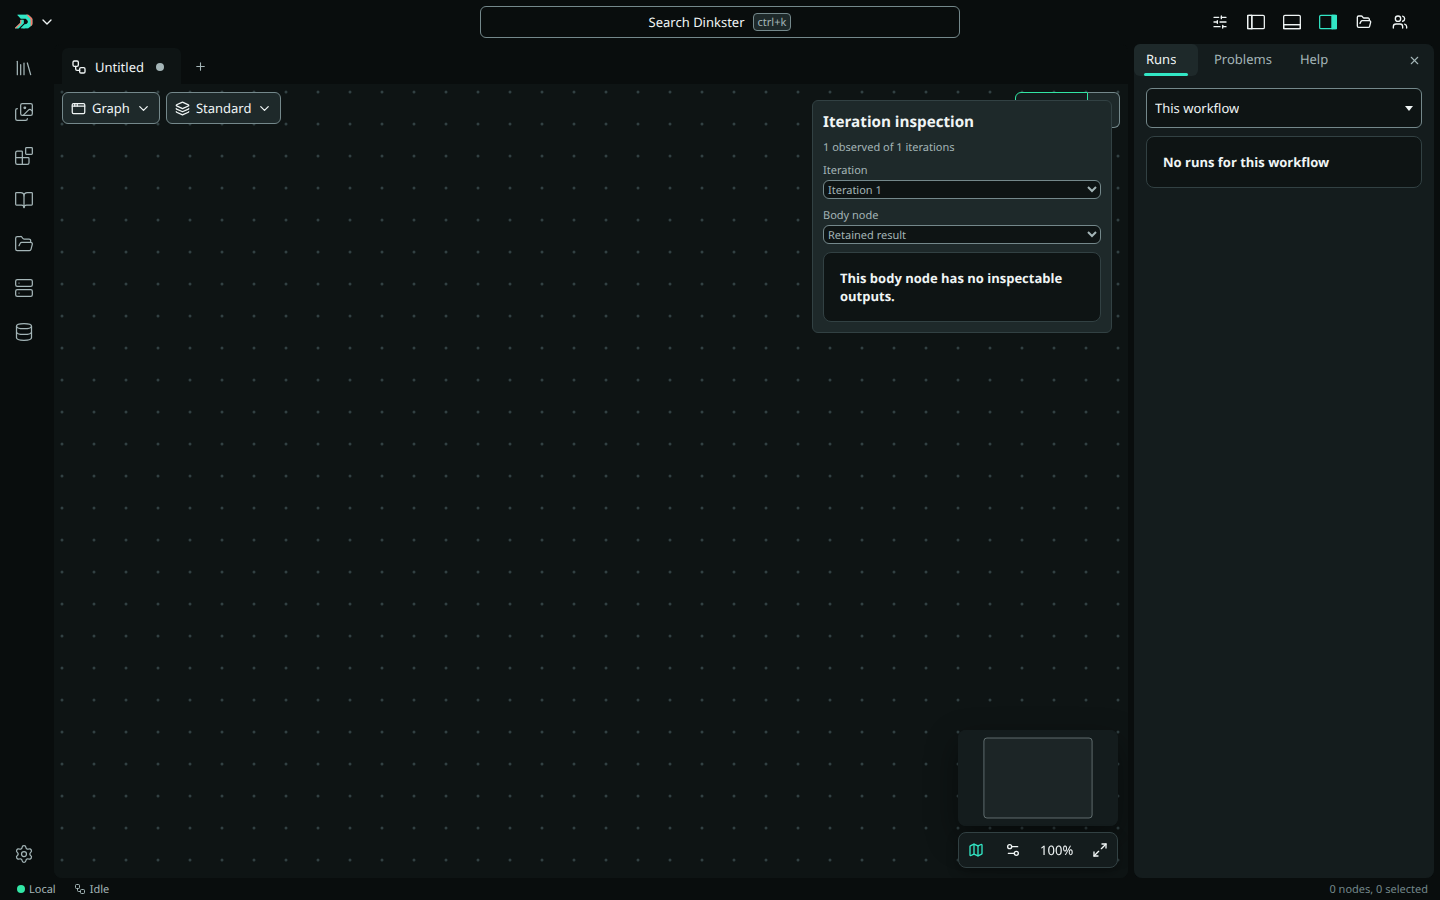 Search Dinkster ctrl+k
Untitled
Runs Problems Help
Graph
Standard
This workflow
No runs for this workflow
Iteration inspection
1 observed of 1 iterations
Iteration
Iteration 1
Body node
Retained result
This body node has no inspectable
outputs.
100%
Local
Idle
0 nodes, 0 selected